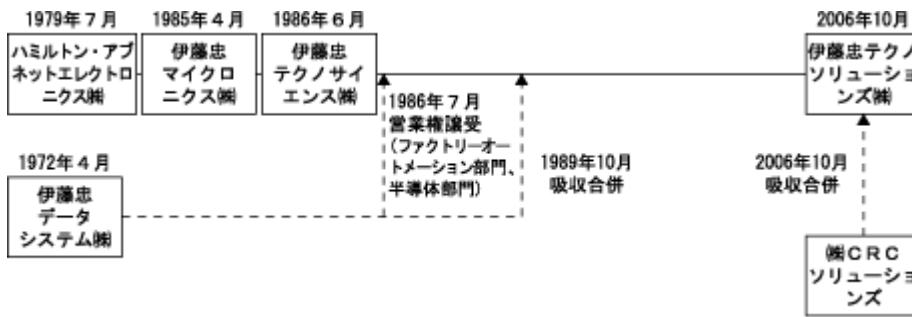 1979年７月
ハミルトン・アブ
ネットエレクトロ
ニクス㈱
1985年４月
伊藤忠
マイクロ
ニクス㈱
1986年６月
伊藤忠
テクノサイ
エンス㈱
2006年10月
伊藤忠テクノ
ソリューショ
ンズ㈱
1986年７月
営業権譲受
(ファクトリーオー
トメーション部門、
半導体部門)
1989年10月
吸収合併
2006年10月
吸収合併
1972年４月
伊藤忠
データ
システム㈱
㈱ＣＲＣ
ソリューショ
ンズ